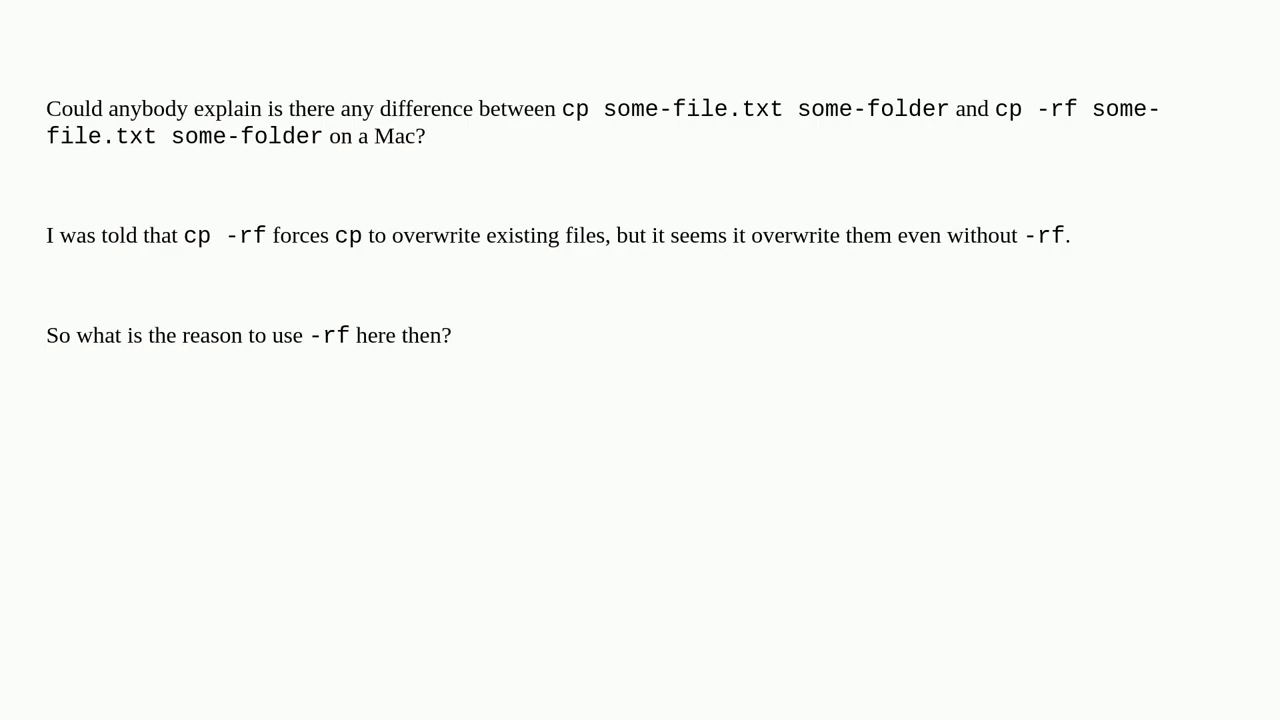 Could anybody explain is there any difference between cp some-file.txt some-folder and cp -rf some-
file.txt some-folder on a Mac?
I was told that cp -rf forces cp to overwrite existing files, but it seems it overwrite them even without -rf.
So what is the reason to use -rf here then?